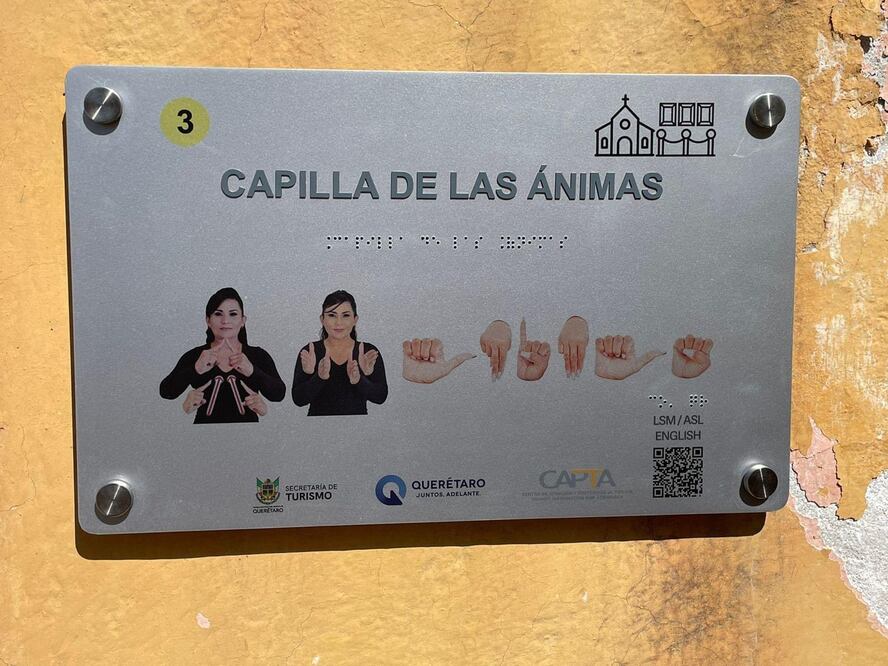 3
CAPILLA DE LAS ÁNIMAS
LSM / ASL
ENGLISH
SECRETARÍA DE
TURISMO
QUERÉTARO
QUERÉTARO
JUNTOS, ADELANTE.
CAPTA